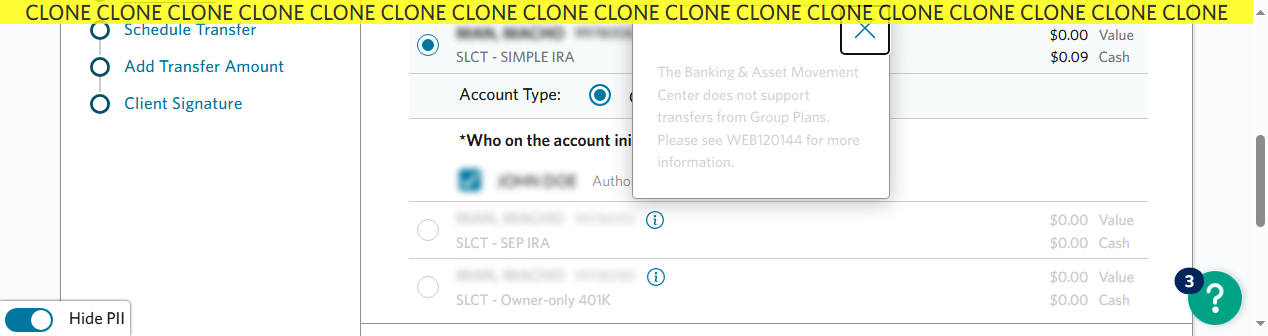 CLONE CLONE CLONE CLONE CLONE CLONE CLONE CLONE CLONE CLONE CLONE CLONE CLONE CLONE CLONE CLONE CLONE
Schedule Transfer
Add Transfer Amount
Client Signature
$0.00 Value
SLCT - SIMPLE IRA
$0.09 Cash
Account Type:
The Banking & Asset Movement
Center does not support
transfers from Group Plans.
Please see WEB120144 for more
information.
*Who on the account ini
JOHN DOE Autho
$0.00 Value
SLCT - SEP IRA
$0.00 Cash
$0.00 Value
SLCT - Owner-only 401K
$0.00 Cash
3
?
Hide PII